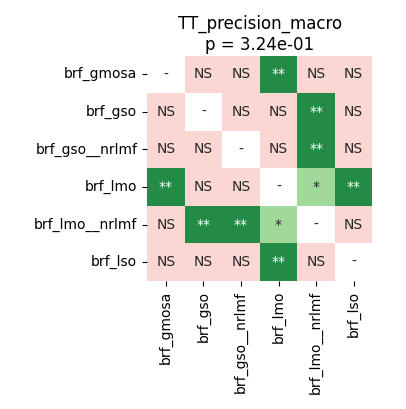 TT_precision_macro
p = 3.24e-01
brf_gmosa - NS NS ** NS NS
brf_gso NS - NS NS ** NS
brf_gso__nrlmf NS NS - NS ** NS
brf_lmo ** NS NS - * **
brf_lmo__nrlmf NS ** ** * - NS
brf_lso NS NS NS ** NS -
brf_gmosa
brf_gso
brf_gso__nrlmf
brf_lmo
brf_lmo__nrlmf
brf_lso